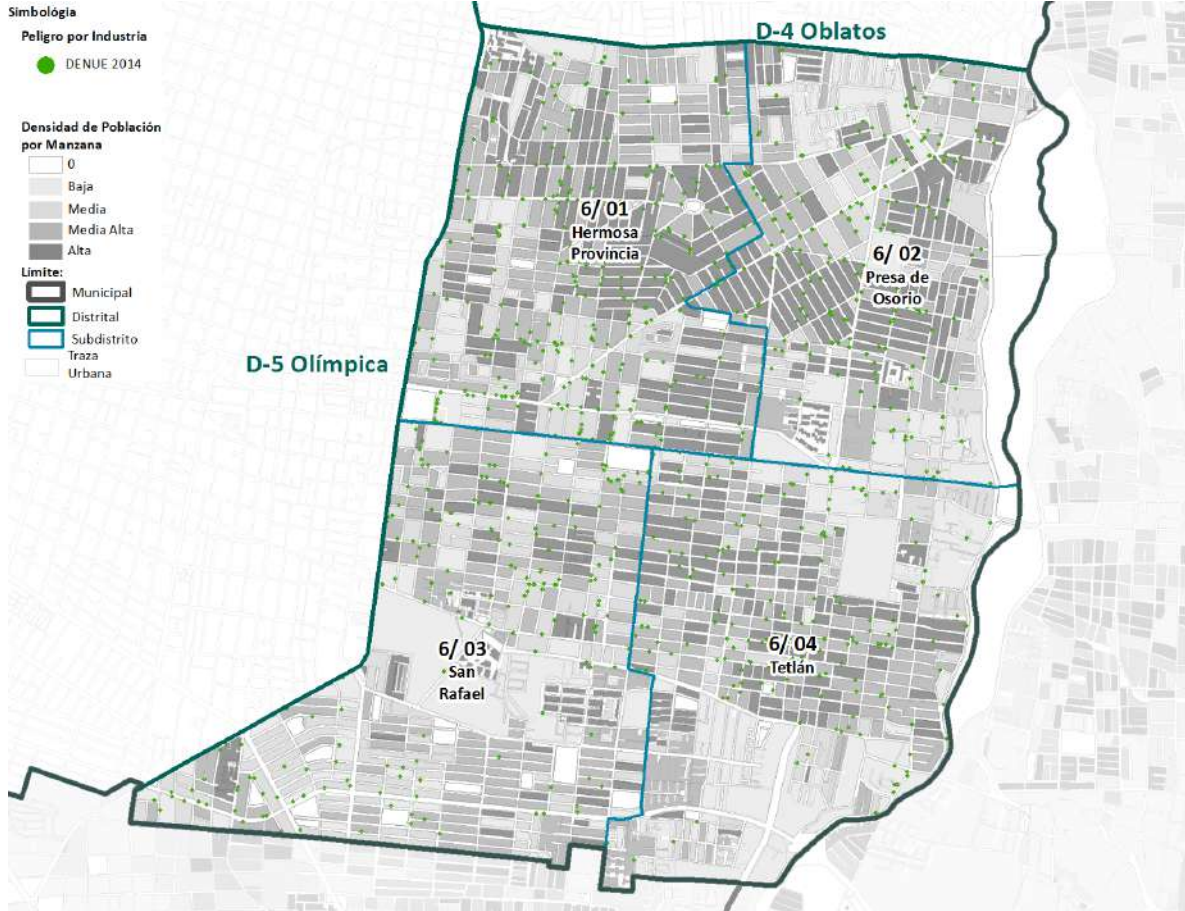 Simbológia
Peligro por Industria
DENUE 2014
Densidad de Población
por Manzana
0
Baja
Media
Media Alta
Alta
Límite:
Municipal
Distrital
Subdistrito
Traza
Urbana
D-4 Oblatos
6/ 01
Hermosa
Provincia
6/ 02
Presa de
Osorio
D-5 Olímpica
6/ 03
San
Rafael
6/ 04
Tetlán